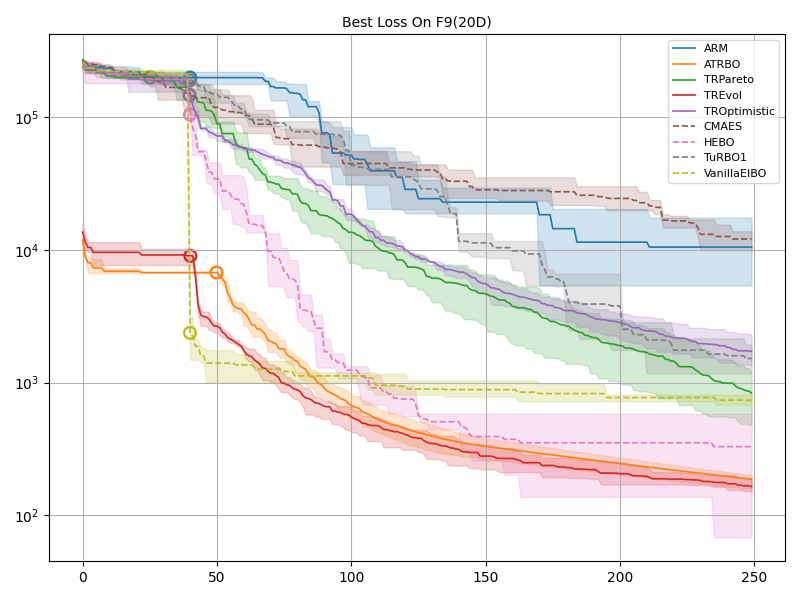 Best Loss On F9(20D)
ARM
ATRBO
TRPareto
TREvol
TROptimistic
CMAES
HEBO
TuRBO1
VanillaEIBO
10^5
10^4
10^3
10^2
0 50 100 150 200 250